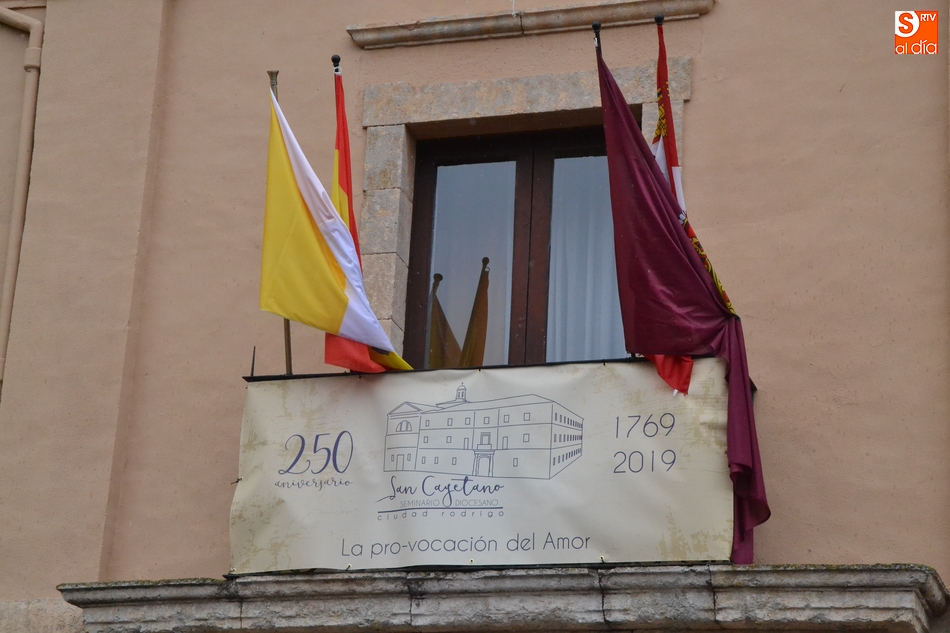 S RTV
al día
250
aniversario
San Cayetano
SEMINARIO DIOCESANO
ciudad rodrigo
1769
2019
La pro-vocación del Amor